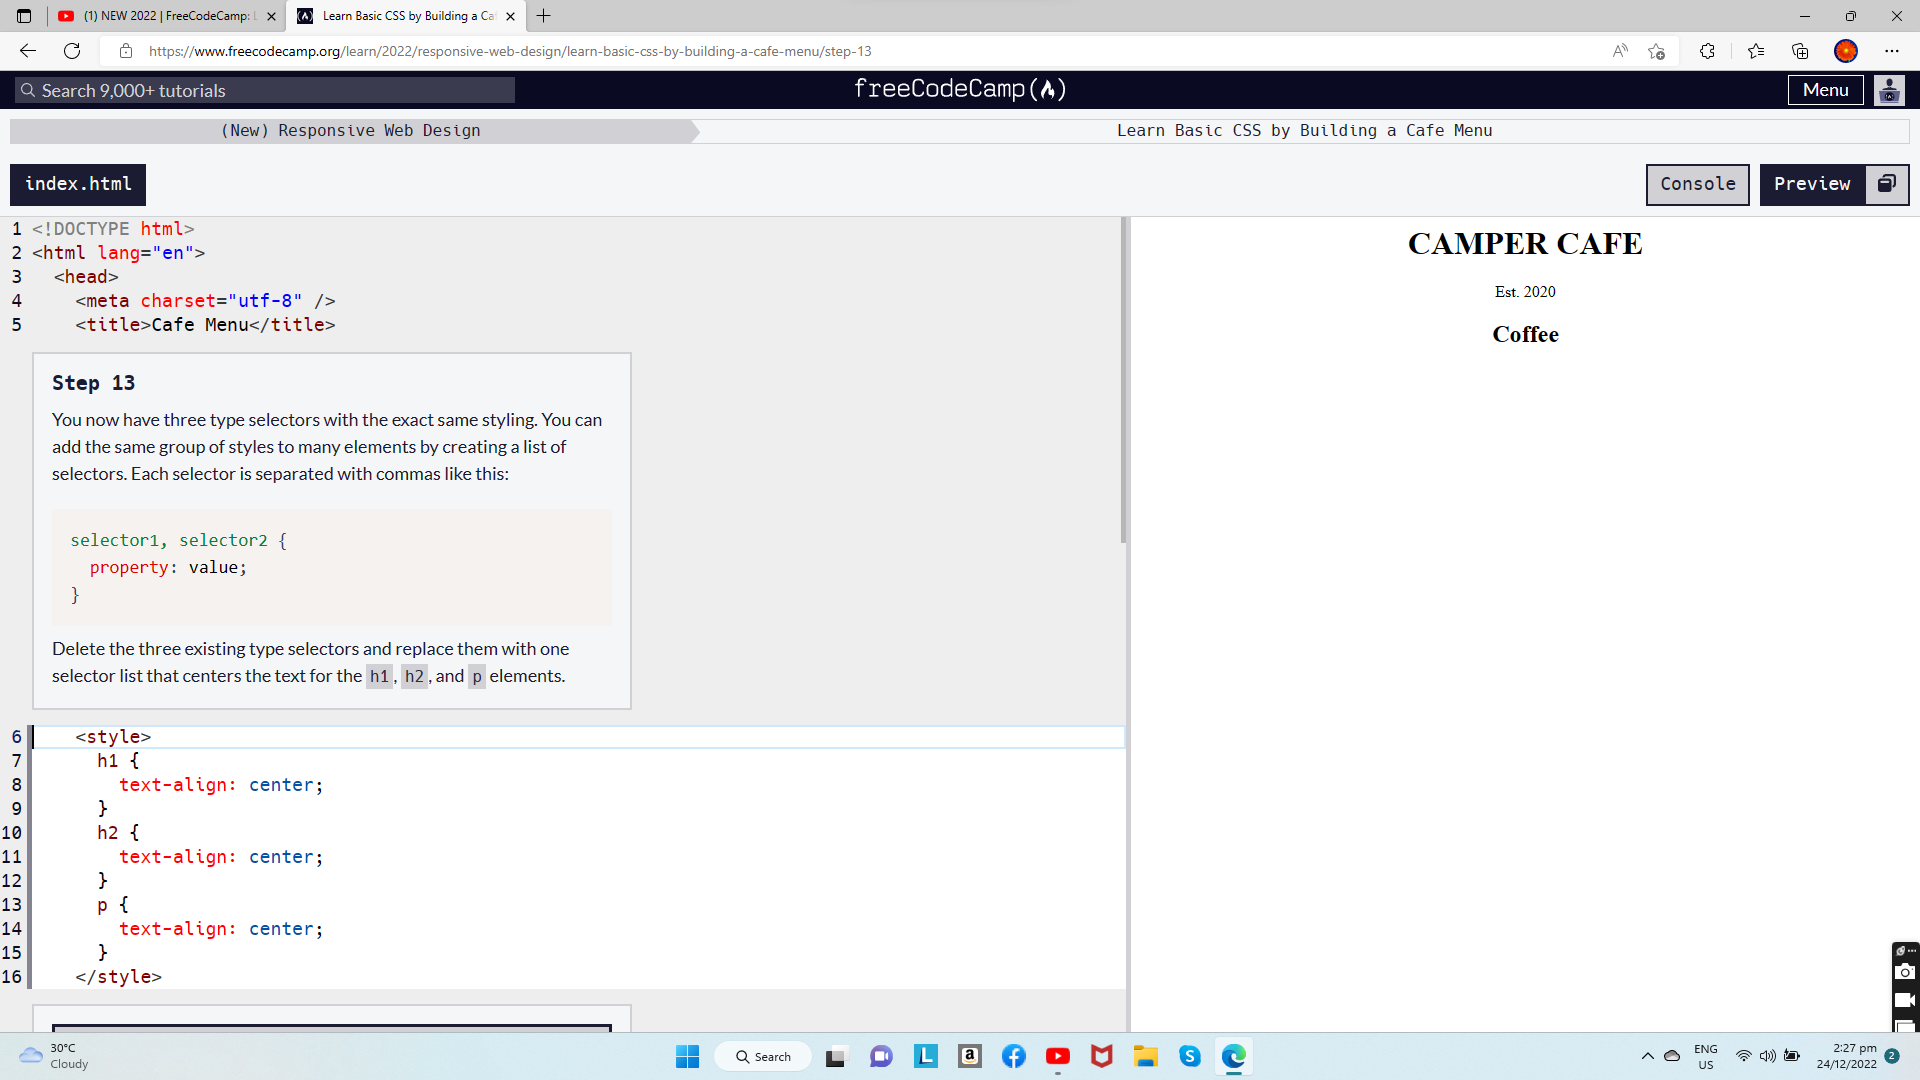 (1) NEW 2022 | FreeCodeCamp:
Learn Basic CSS by Building a Caf
https://www.freecodecamp.org/learn/2022/responsive-web-design/learn-basic-css-by-building-a-cafe-menu/step-13
Search 9,000+ tutorials
freeCodeCamp
Menu
(New) Responsive Web Design
Learn Basic CSS by Building a Cafe Menu
index.html
Console
Preview
1 <!DOCTYPE html>
2 <html lang="en">
3 <head>
4 <meta charset="utf-8" />
5 <title>Cafe Menu</title>
Step 13
You now have three type selectors with the exact same styling. You can
add the same group of styles to many elements by creating a list of
selectors. Each selector is separated with commas like this:
selector1, selector2 {
property: value;
}
Delete the three existing type selectors and replace them with one
selector list that centers the text for the h1, h2, and p elements.
6 <style>
7 h1 {
8 text-align: center;
9 }
10 h2 {
11 text-align: center;
12 }
13 p {
14 text-align: center;
15 }
16 </style>
CAMPER CAFE
Est. 2020
Coffee
30°C
Cloudy
Search
ENG
US
2:27 pm
24/12/2022
2